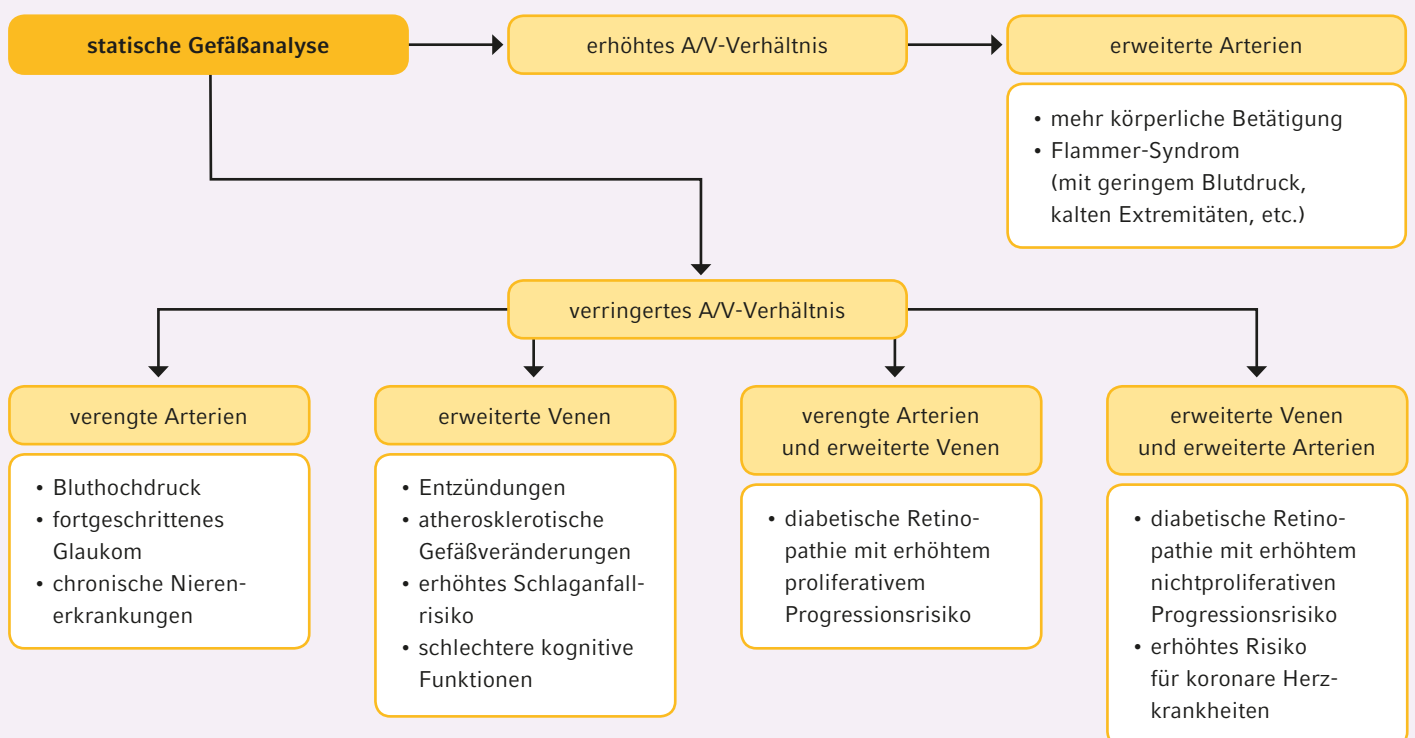 statische Gefäßanalyse
erhöhtes A/V-Verhältnis
erweiterte Arterien
• mehr körperliche Betätigung
• Flammer-Syndrom
(mit geringem Blutdruck,
kalten Extremitäten, etc.)
verringertes A/V-Verhältnis
verengte Arterien
• Bluthochdruck
• fortgeschrittenes
Glaukom
• chronische Nieren-
erkrankungen
erweiterte Venen
• Entzündungen
• atherosklerotische
Gefäßveränderungen
• erhöhtes Schlaganfall-
risiko
• schlechtere kognitive
Funktionen
verengte Arterien
und erweiterte Venen
• diabetische Retino-
pathie mit erhöhtem
proliferativem
Progressionsrisiko
erweiterte Venen
und erweiterte Arterien
• diabetische Retino-
pathie mit erhöhtem
nichtproliferativen
Progressionsrisiko
• erhöhtes Risiko
für koronare Herz-
krankheiten